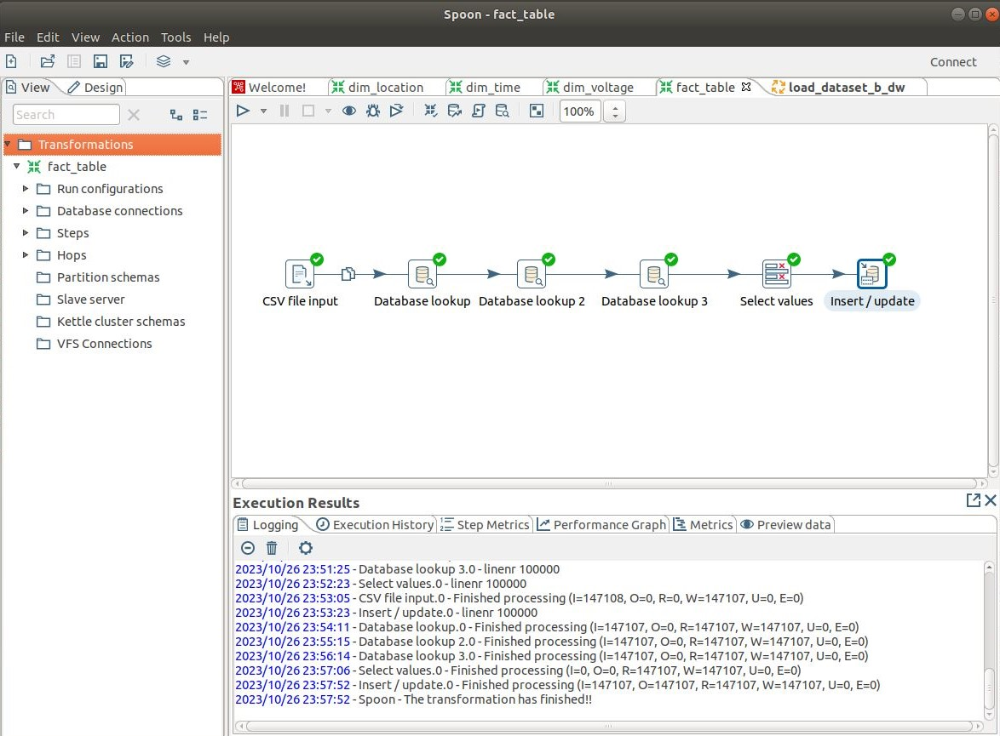 Spoon - fact_table
File Edit View Action Tools Help
Connect
View Design
Welcome! dim_location dim_time dim_voltage fact_table load_dataset_b_dw
Search
100%
Transformations
fact_table
Run configurations
Database connections
Steps
Hops
Partition schemas
Slave server
Kettle cluster schemas
VFS Connections
CSV file input Database lookup Database lookup 2 Database lookup 3 Select values Insert / update
Execution Results
Logging Execution History Step Metrics Performance Graph Metrics Preview data
2023/10/26 23:51:25 - Database lookup 3.0 - linenr 100000
2023/10/26 23:52:23 - Select values.0 - linenr 100000
2023/10/26 23:53:05 - CSV file input.0 - Finished processing (I=147108, O=0, R=0, W=147107, U=0, E=0)
2023/10/26 23:53:23 - Insert / update.0 - linenr 100000
2023/10/26 23:54:11 - Database lookup.0 - Finished processing (I=147107, O=0, R=147107, W=147107, U=0, E=0)
2023/10/26 23:55:15 - Database lookup 2.0 - Finished processing (I=147107, O=0, R=147107, W=147107, U=0, E=0)
2023/10/26 23:56:14 - Database lookup 3.0 - Finished processing (I=147107, O=0, R=147107, W=147107, U=0, E=0)
2023/10/26 23:57:06 - Select values.0 - Finished processing (I=0, O=0, R=147107, W=147107, U=0, E=0)
2023/10/26 23:57:52 - Insert / update.0 - Finished processing (I=147107, O=147107, R=147107, W=147107, U=0, E=0)
2023/10/26 23:57:52 - Spoon - The transformation has finished!!